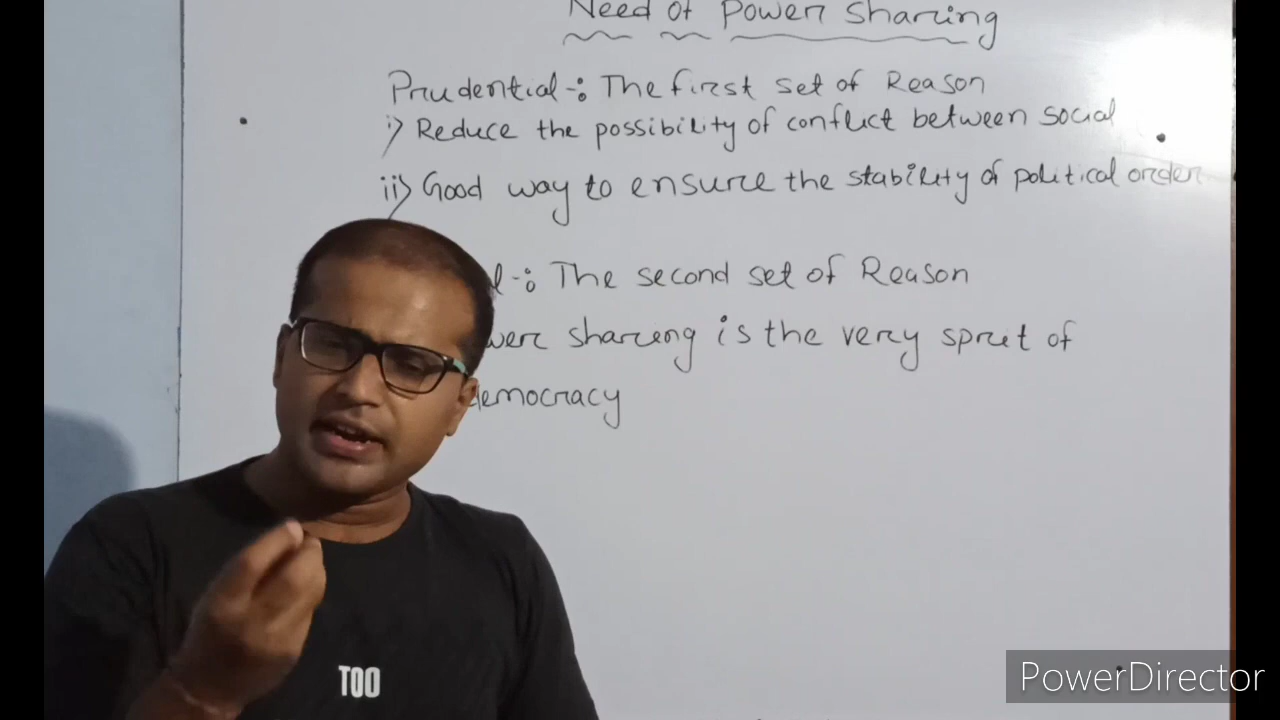 Need of Power Sharing
Prudential -: The first set of Reason
i) Reduce the possibility of conflict between social
ii) Good way to ensure the stability of political order
l -: The second set of Reason
wer sharing is the very sprit of
democracy
TOO
PowerDirector